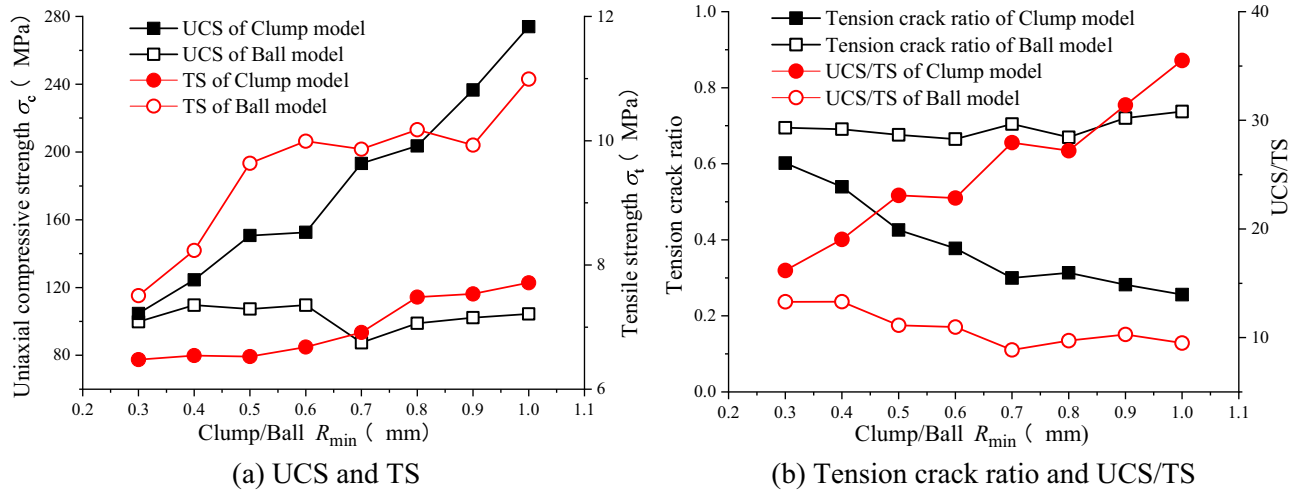 280
240
200
160
120
80
Uniaxial compressive strength σc ( MPa)
12
10
8
6
Tensile strength σt ( MPa)
UCS of Clump model
UCS of Ball model
TS of Clump model
TS of Ball model
0.2 0.3 0.4 0.5 0.6 0.7 0.8 0.9 1.0 1.1
Clump/Ball Rmin ( mm)
(a) UCS and TS
1.0
0.8
0.6
0.4
0.2
0.0
Tension crack ratio
40
30
20
10
UCS/TS
Tension crack ratio of Clump model
Tension crack ratio of Ball model
UCS/TS of Clump model
UCS/TS of Ball model
0.2 0.3 0.4 0.5 0.6 0.7 0.8 0.9 1.0 1.1
Clump/Ball Rmin ( mm)
(b) Tension crack ratio and UCS/TS